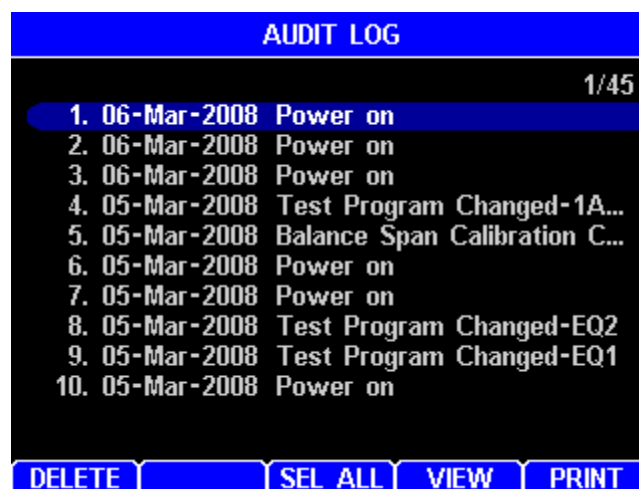 AUDIT LOG
1/45
1. 06-Mar-2008 Power on
2. 06-Mar-2008 Power on
3. 06-Mar-2008 Power on
4. 05-Mar-2008 Test Program Changed-1A...
5. 05-Mar-2008 Balance Span Calibration C...
6. 05-Mar-2008 Power on
7. 05-Mar-2008 Power on
8. 05-Mar-2008 Test Program Changed-EQ2
9. 05-Mar-2008 Test Program Changed-EQ1
10. 05-Mar-2008 Power on
DELETE SEL ALL VIEW PRINT